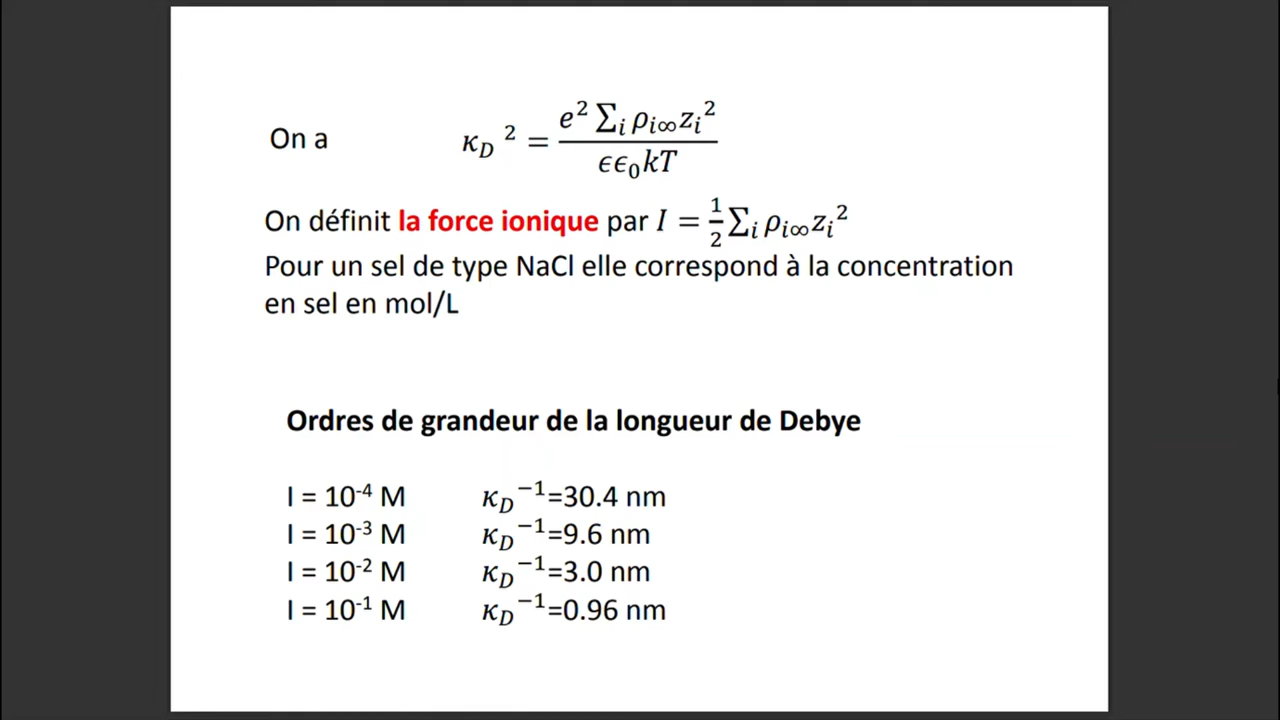 On a κ_D ² = e² ∑_i ρ_i∞ z_i² / ϵϵ₀kT
On définit la force ionique par I = 1/2 ∑_i ρ_i∞ z_i²
Pour un sel de type NaCl elle correspond à la concentration
en sel en mol/L
Ordres de grandeur de la longueur de Debye
I = 10⁻⁴ M κ_D⁻¹=30.4 nm
I = 10⁻³ M κ_D⁻¹=9.6 nm
I = 10⁻² M κ_D⁻¹=3.0 nm
I = 10⁻¹ M κ_D⁻¹=0.96 nm